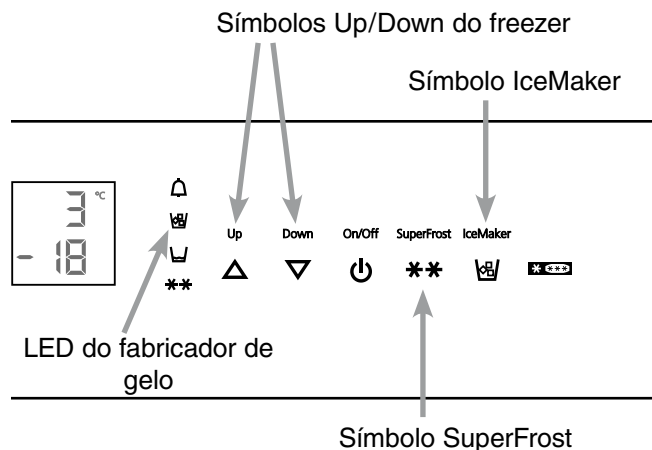 Símbolos Up/Down do freezer
Símbolo IceMaker
3 °C
- 18
Up Down On/Off SuperFrost IceMaker
LED do fabricador de
gelo
Símbolo SuperFrost